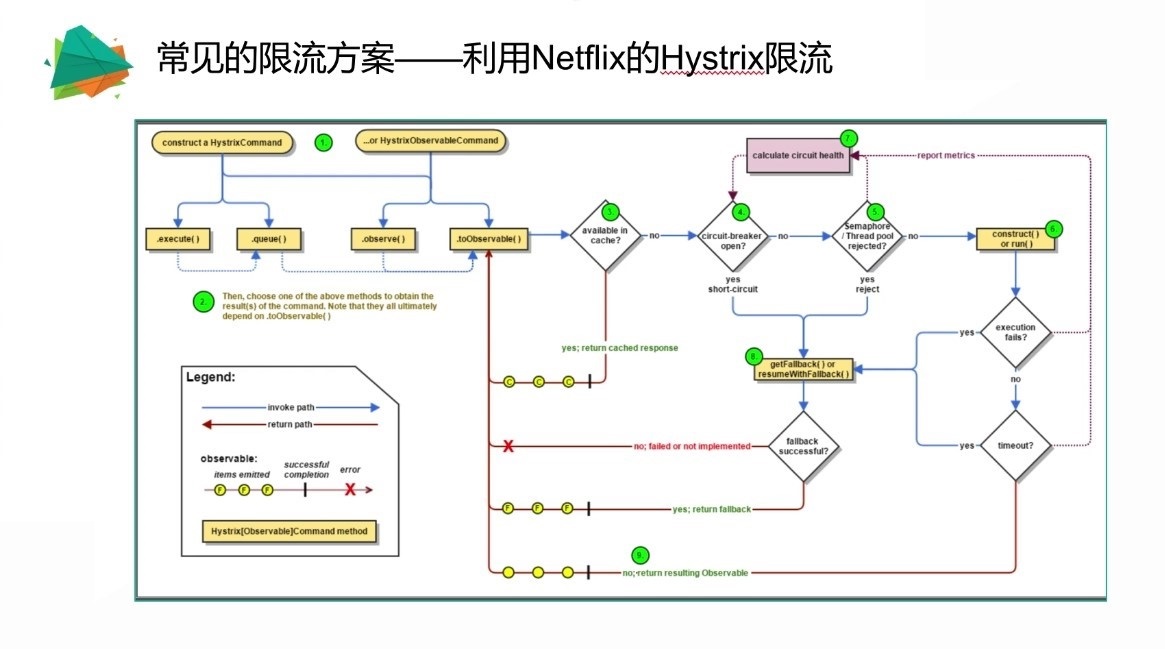 常见的限流方案——利用Netflix的Hystrix限流
construct a HystrixCommand
1.
...or HystrixObservableCommand
7.
calculate circuit health
report metrics
.execute( )
.queue( )
.observe( )
.toObservable( )
3.
available in
cache?
no
4.
circuit-breaker
open?
no
5.
Semaphore
/ Thread pool
rejected?
no
6.
construct( )
or run( )
yes
short-circuit
yes
reject
2.
Then, choose one of the above methods to obtain the
result(s) of the command. Note that they all ultimately
depend on .toObservable( )
yes
execution
fails?
yes; return cached response
8.
getFallback( ) or
resumeWithFallback( )
no
C C C
Legend:
invoke path
return path
X
no; failed or not implemented
fallback
successful?
yes
timeout?
observable:
items emitted
successful
completion
error
F F F
X
F F F
yes; return fallback
Hystrix[Observable]Command method
9.
no; return resulting Observable